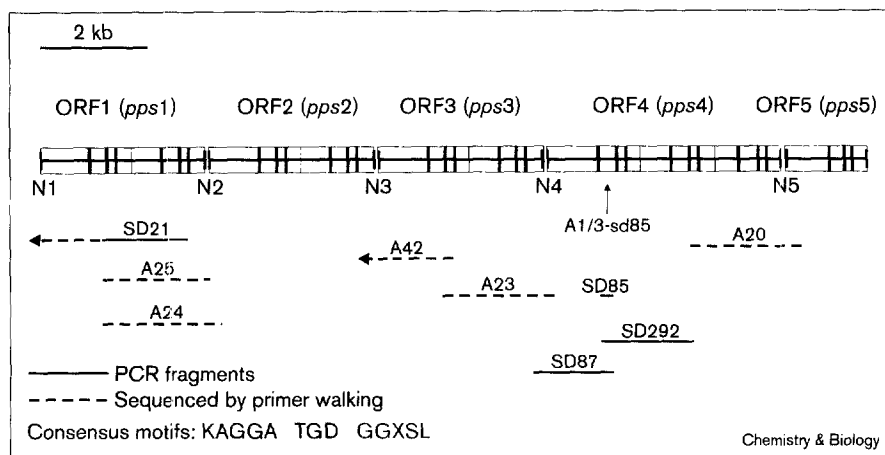 2 kb
ORF1 (pps1) ORF2 (pps2) ORF3 (pps3) ORF4 (pps4) ORF5 (pps5)
N1 N2 N3 N4 N5
A1/3-sd85
SD21
A20
A42
A25
A23
SD85
A24
SD292
SD87
PCR fragments
Sequenced by primer walking
Consensus motifs: KAGGA TGD GGXSL
Chemistry & Biology